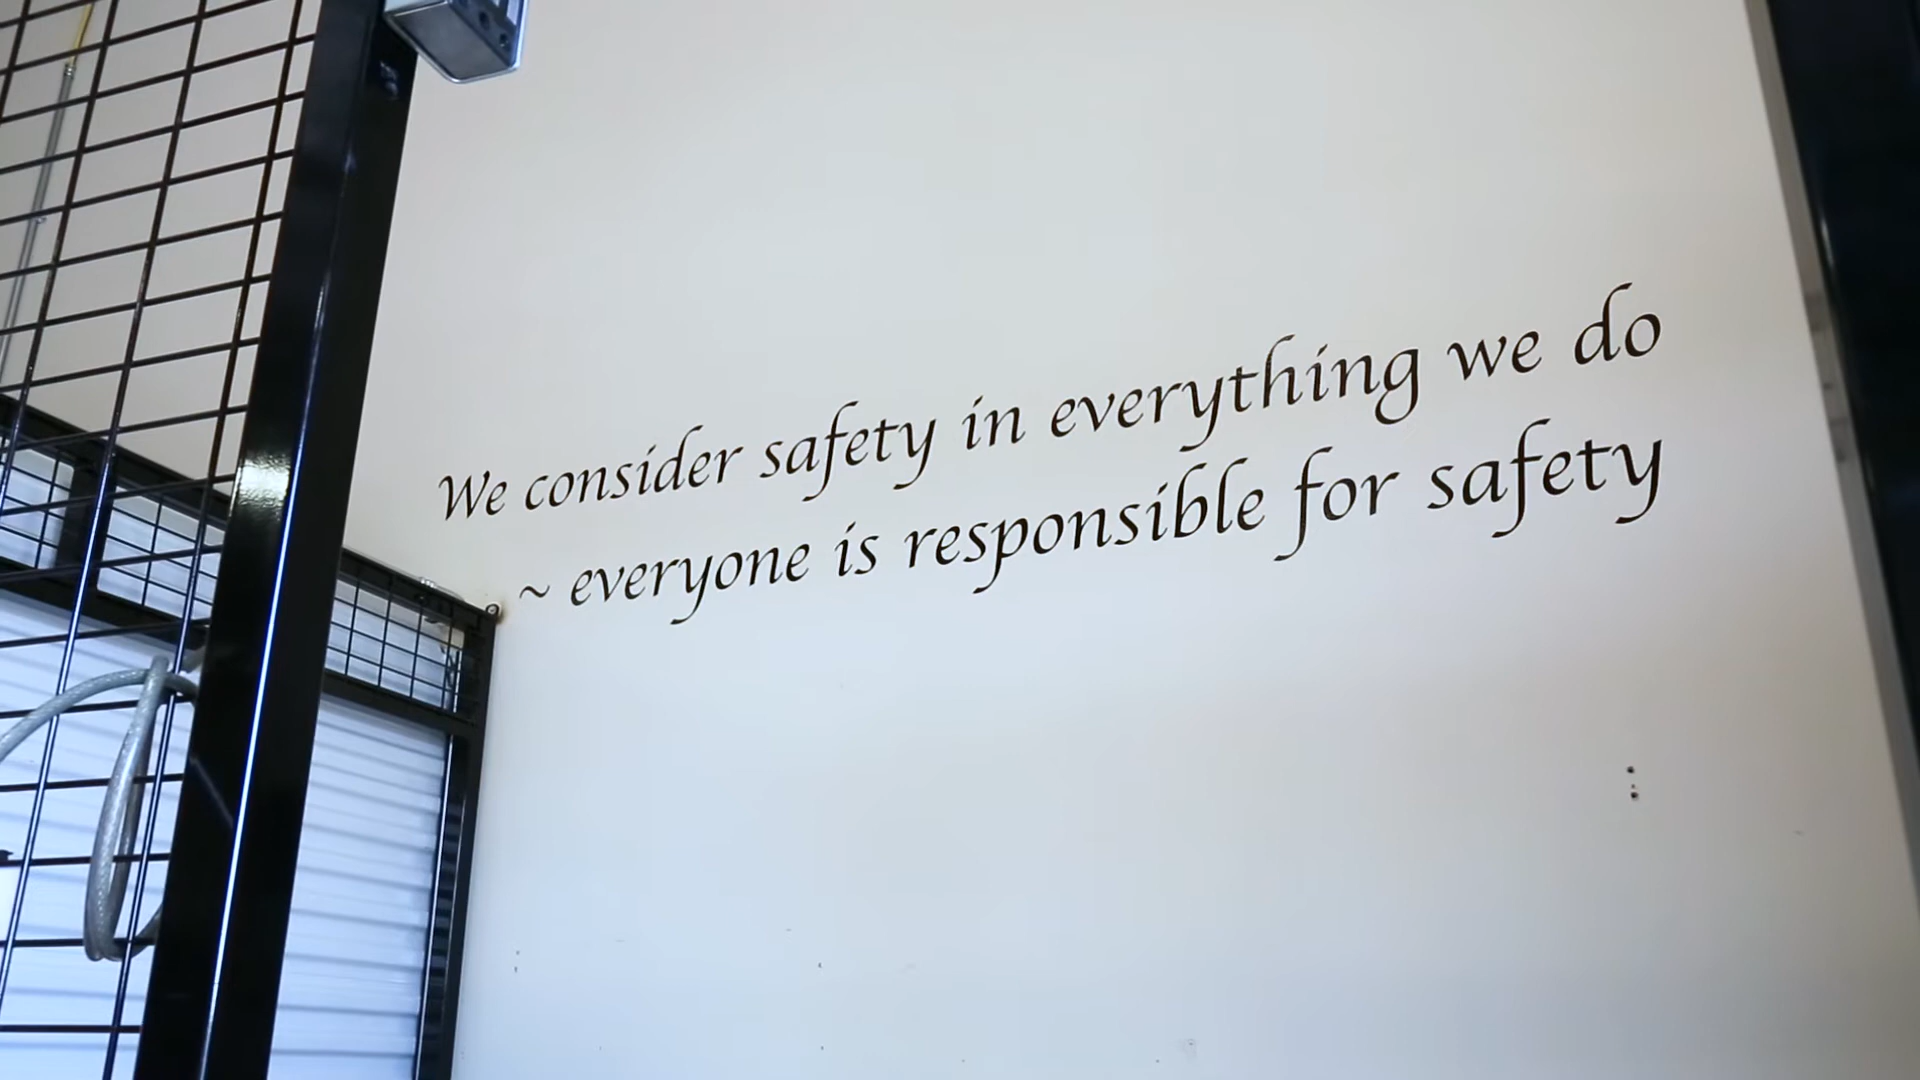 We consider safety in everything we do
~ everyone is responsible for safety